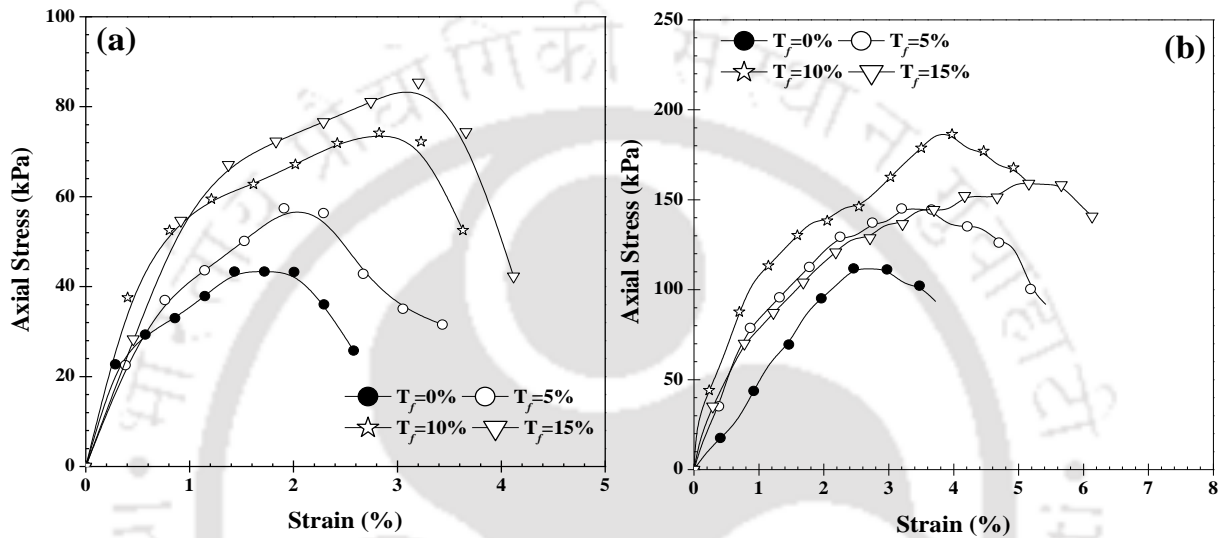 (a)
Axial Stress (kPa)
100
80
60
40
20
0
0 1 2 3 4 5
Strain (%)
T_f=0% T_f=5%
T_f=10% T_f=15%
(b)
Axial Stress (kPa)
250
200
150
100
50
0
0 1 2 3 4 5 6 7 8
Strain (%)
T_f=0% T_f=5%
T_f=10% T_f=15%